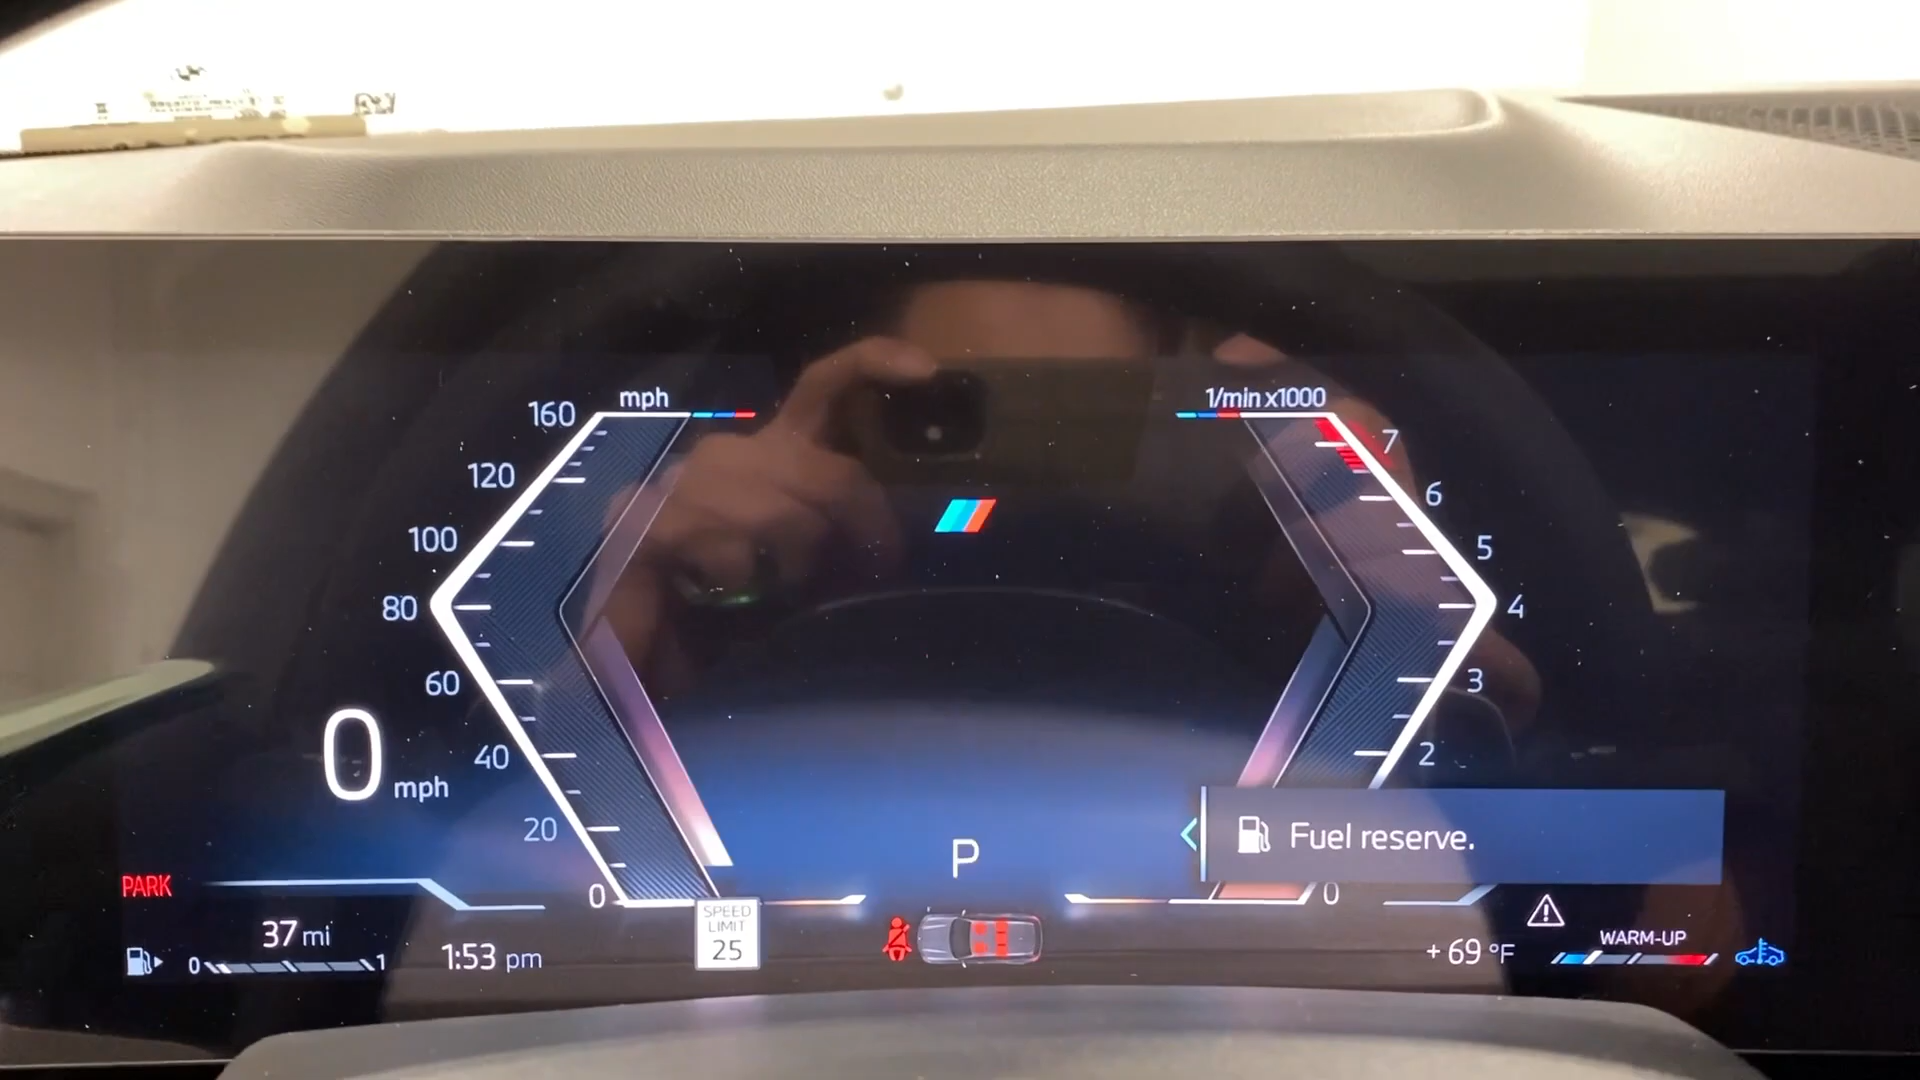 mph
160
120
100
80
60
40
20
0
0 mph
1/min x1000
7
6
5
4
3
2
0
Fuel reserve.
P
PARK
37 mi
0 1
1:53 pm
SPEED
LIMIT
25
+69 °F
WARM-UP